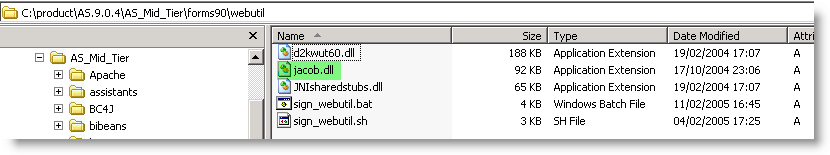 C:\product\AS.9.0.4\AS_Mid_Tier\forms90\webutil
AS_Mid_Tier
Apache
assistants
BC4J
bibeans
Name Size Type Date Modified Attri
d2kwut60.dll 188 KB Application Extension 19/02/2004 17:07 A
jacob.dll 92 KB Application Extension 17/10/2004 23:06 A
JNIsharedstubs.dll 65 KB Application Extension 19/02/2004 17:07 A
sign_webutil.bat 4 KB Windows Batch File 11/02/2005 16:45 A
sign_webutil.sh 3 KB SH File 04/02/2005 17:25 A